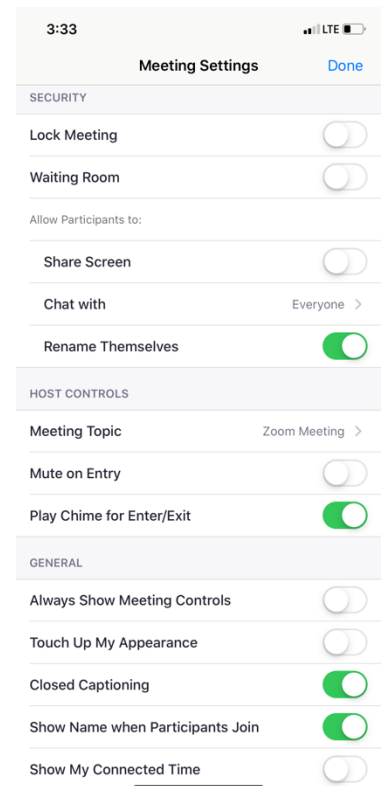 3:33 LTE
Meeting Settings Done
SECURITY
Lock Meeting
Waiting Room
Allow Participants to:
Share Screen
Chat with Everyone
Rename Themselves
HOST CONTROLS
Meeting Topic Zoom Meeting
Mute on Entry
Play Chime for Enter/Exit
GENERAL
Always Show Meeting Controls
Touch Up My Appearance
Closed Captioning
Show Name when Participants Join
Show My Connected Time